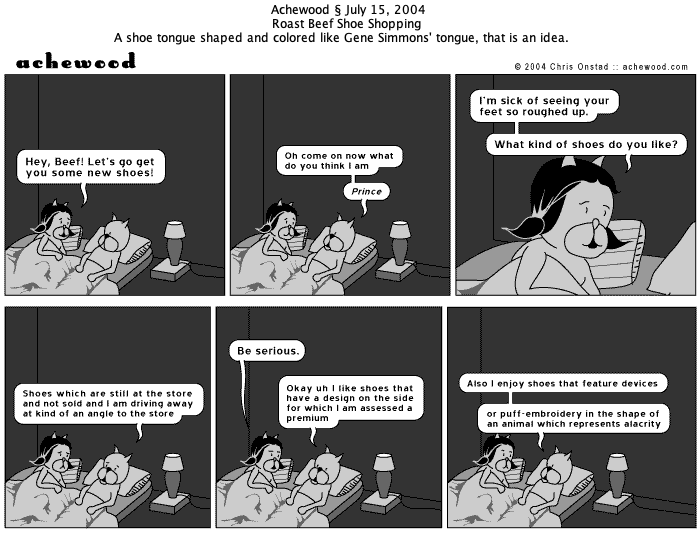 Achewood § July 15, 2004
Roast Beef Shoe Shopping
A shoe tongue shaped and colored like Gene Simmons' tongue, that is an idea.
achewood
© 2004 Chris Onstad :: achewood.com
Hey, Beef! Let's go get
you some new shoes!
Oh come on now what
do you think I am
Prince
I'm sick of seeing your
feet so roughed up.
What kind of shoes do you like?
Shoes which are still at the store
and not sold and I am driving away
at kind of an angle to the store
Be serious.
Okay uh I like shoes that
have a design on the side
for which I am assessed a
premium
Also I enjoy shoes that feature devices
or puff-embroidery in the shape of
an animal which represents alacrity